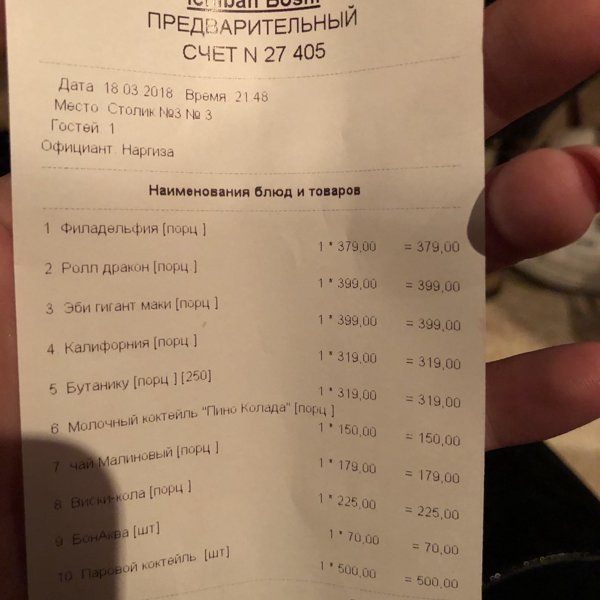 Ichiban Boshi
ПРЕДВАРИТЕЛЬНЫЙ
СЧЕТ N 27 405
Дата 18.03.2018 Время 21:48
Место: Столик №3 № 3
Гостей: 1
Официант: Наргиза
Наименования блюд и товаров
1 Филадельфия [порц.]
1 * 379,00 = 379,00
2 Ролл дракон [порц.]
1 * 399,00 = 399,00
3 Эби гигант маки [порц.]
1 * 399,00 = 399,00
4 Калифорния [порц.]
1 * 319,00 = 319,00
5 Бутанику [порц.] [250]
1 * 319,00 = 319,00
6 Молочный коктейль "Пино Колада" [порц.]
1 * 150,00 = 150,00
7 чай Малиновый [порц.]
1 * 179,00 = 179,00
8 Виски-кола [порц.]
1 * 225,00 = 225,00
9 БонАква [шт]
1 * 70,00 = 70,00
10 Паровой коктейль [шт]
1 * 500,00 = 500,00